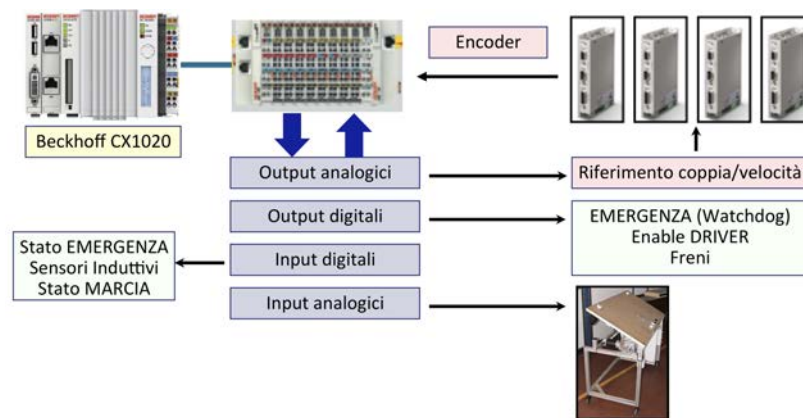 Encoder
Beckhoff CX1020
Output analogici
Riferimento coppia/velocità
Output digitali
EMERGENZA (Watchdog)
Enable DRIVER
Freni
Stato EMERGENZA
Sensori Induttivi
Stato MARCIA
Input digitali
Input analogici